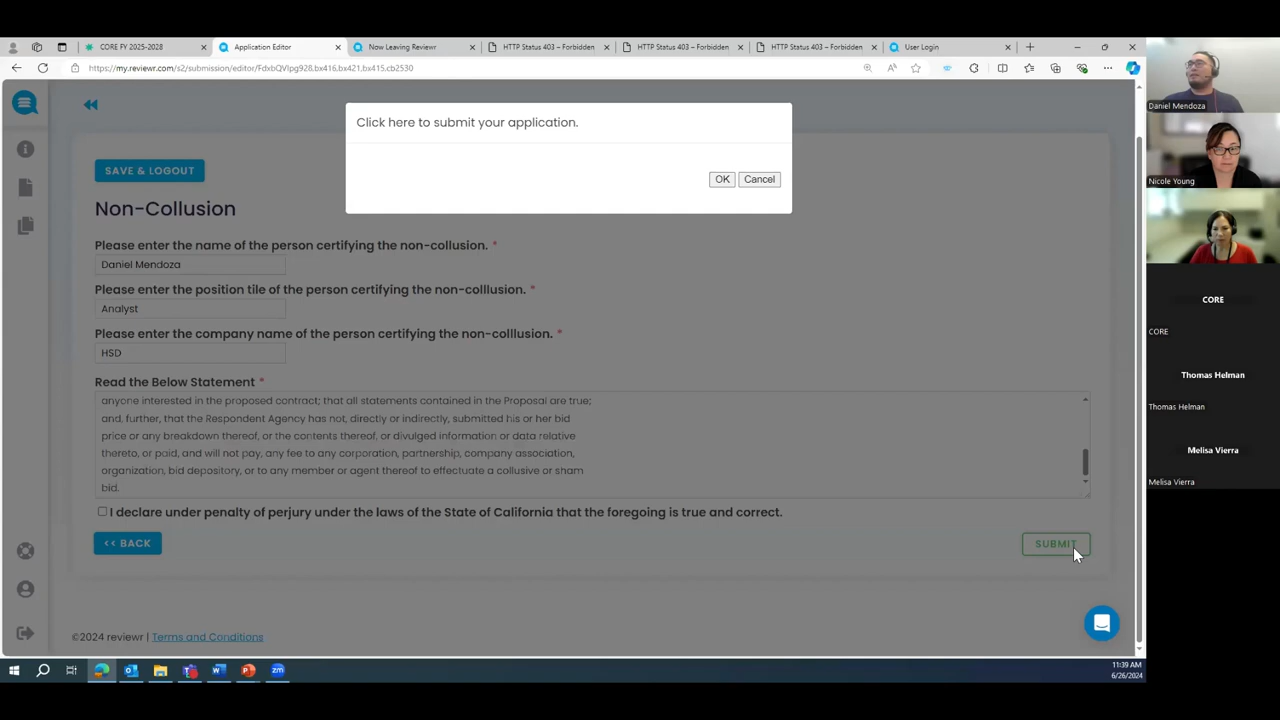 CORE FY 2025-2028
Application Editor
Now Leaving Reviewr
HTTP Status 403 – Forbidden
HTTP Status 403 – Forbidden
HTTP Status 403 – Forbidden
User Login
https://my.reviewr.com/s2/submission/editor/FdxbQVIpg928.bx416.bx421.bx415.cb2530
Click here to submit your application.
OK
Cancel
SAVE & LOGOUT
Non-Collusion
Please enter the name of the person certifying the non-collusion. *
Daniel Mendoza
Please enter the position tile of the person certifying the non-colllusion. *
Analyst
Please enter the company name of the person certifying the non-colllusion. *
HSD
Read the Below Statement *
anyone interested in the proposed contract; that all statements contained in the Proposal are true;
and, further, that the Respondent Agency has not, directly or indirectly, submitted his or her bid
price or any breakdown thereof, or the contents thereof, or divulged information or data relative
thereto, or paid, and will not pay, any fee to any corporation, partnership, company association,
organization, bid depository, or to any member or agent thereof to effectuate a collusive or sham
bid.
I declare under penalty of perjury under the laws of the State of California that the foregoing is true and correct.
<< BACK
SUBMIT
©2024 reviewr | Terms and Conditions
11:39 AM
6/26/2024
Daniel Mendoza
Nicole Young
CORE
CORE
Thomas Helman
Thomas Helman
Melisa Vierra
Melisa Vierra